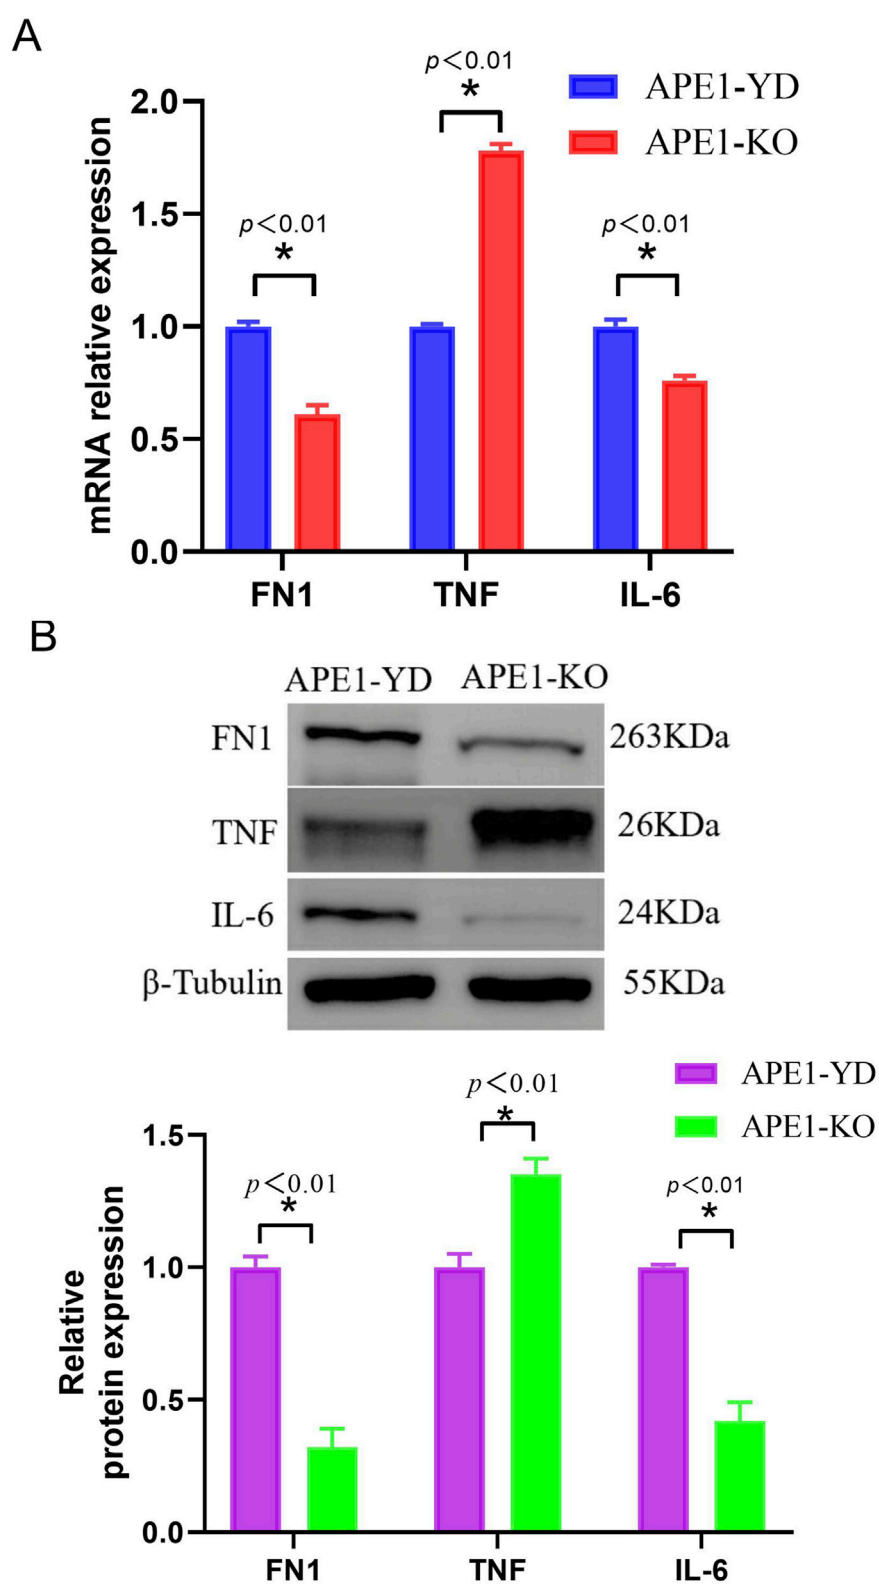 A
p<0.01
*
APE1-YD
APE1-KO
p<0.01
*
p<0.01
*
mRNA relative expression
2.0
1.5
1.0
0.5
0.0
FN1 TNF IL-6
B
APE1-YD APE1-KO
FN1 263KDa
TNF 26KDa
IL-6 24KDa
β-Tubulin 55KDa
APE1-YD
APE1-KO
p<0.01
*
p<0.01
*
p<0.01
*
Relative
protein expression
1.5
1.0
0.5
0.0
FN1 TNF IL-6